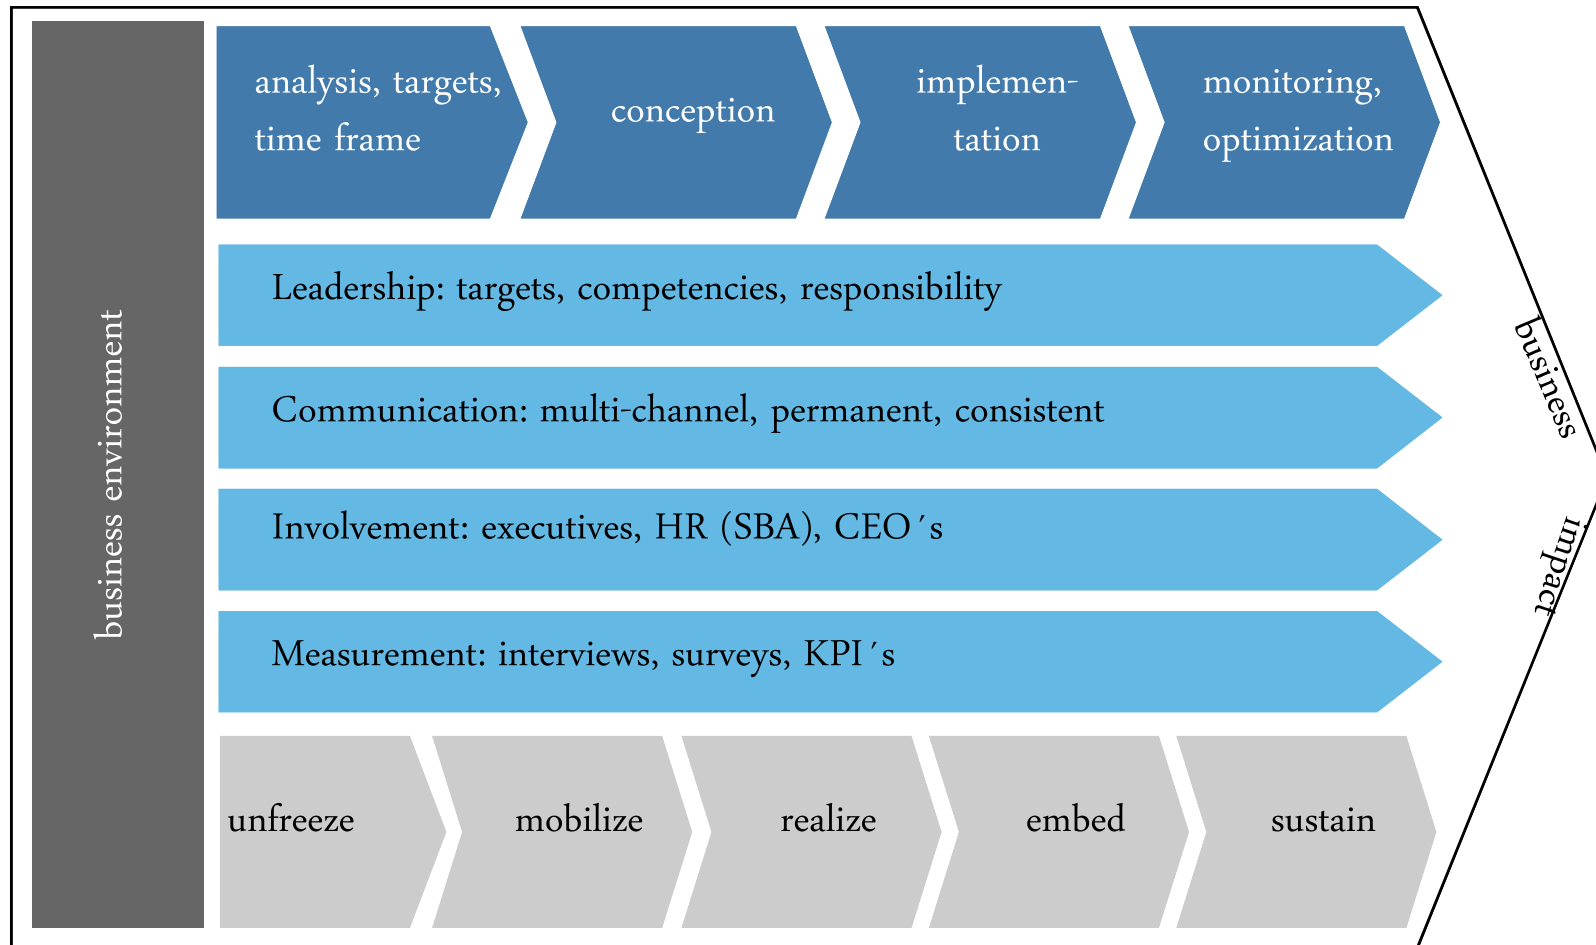 business environment
analysis, targets,
time frame
conception
implemen-
tation
monitoring,
optimization
Leadership: targets, competencies, responsibility
Communication: multi-channel, permanent, consistent
Involvement: executives, HR (SBA), CEO´s
Measurement: interviews, surveys, KPI´s
unfreeze
mobilize
realize
embed
sustain
business
impact